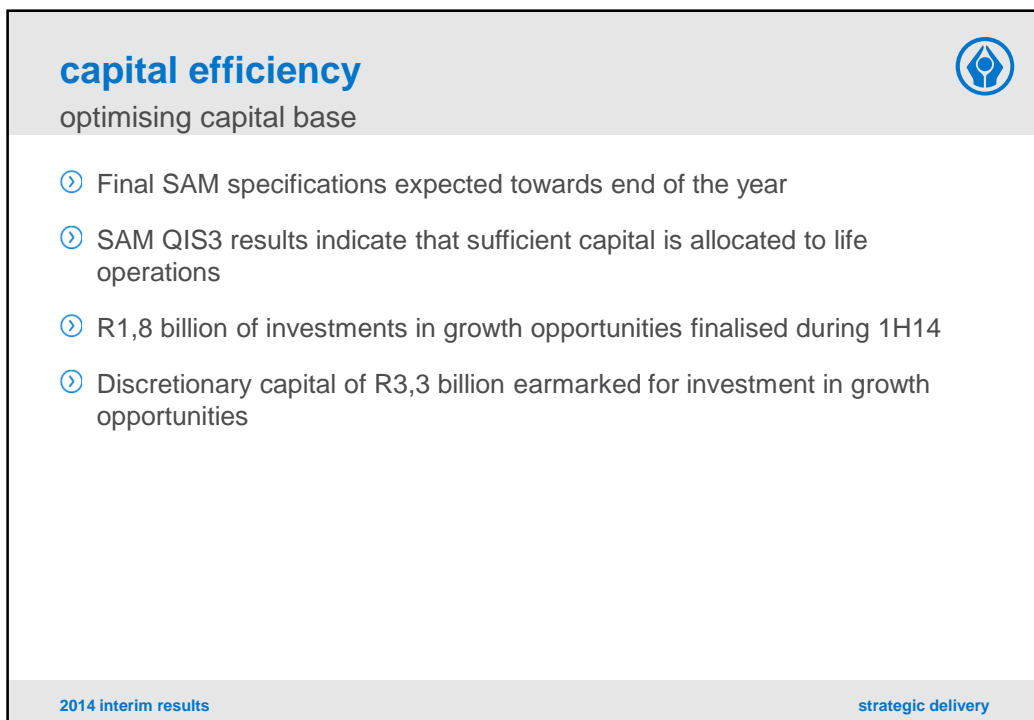 capital efficiency
optimising capital base
Final SAM specifications expected towards end of the year
SAM QIS3 results indicate that sufficient capital is allocated to life
operations
R1,8 billion of investments in growth opportunities finalised during 1H14
Discretionary capital of R3,3 billion earmarked for investment in growth
opportunities
2014 interim results
strategic delivery